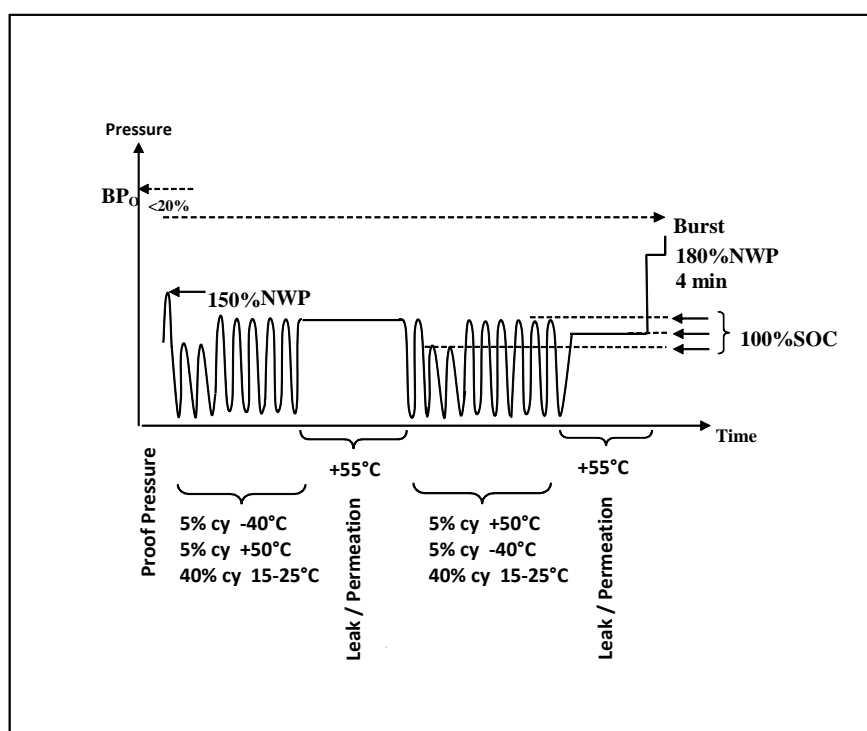 Pressure
BPO
<20%
Burst
180%NWP
4 min
150%NWP
100%SOC
Time
Proof Pressure
+55°C
+55°C
5% cy -40°C
5% cy +50°C
40% cy 15-25°C
Leak / Permeation
5% cy +50°C
5% cy -40°C
40% cy 15-25°C
Leak / Permeation